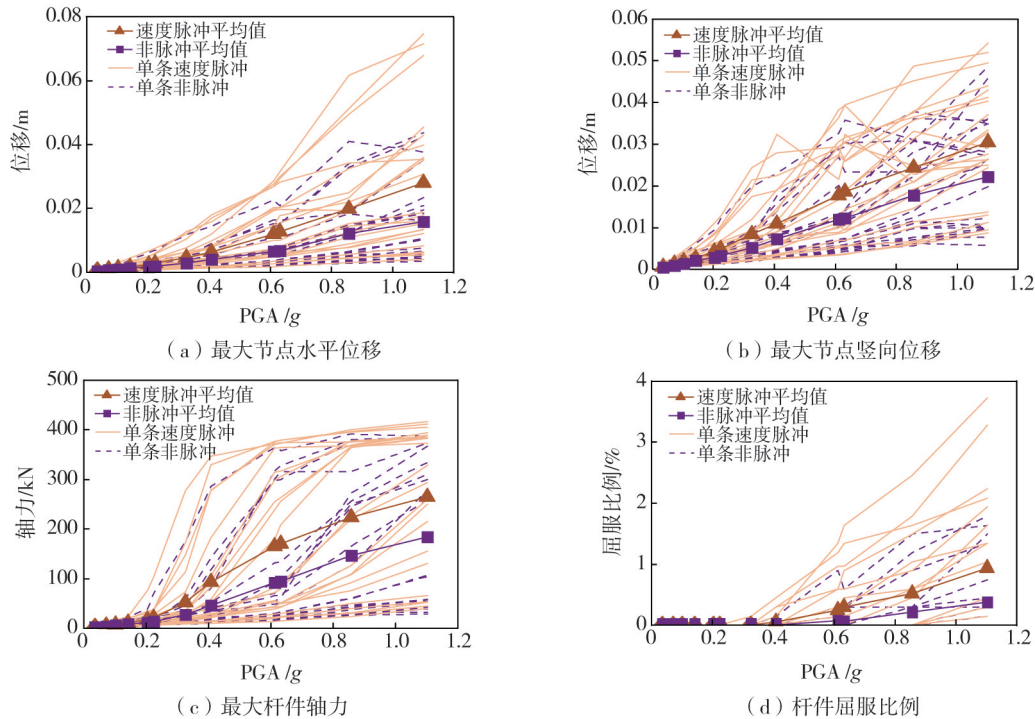 速度脉冲平均值
非脉冲平均值
单条速度脉冲
单条非脉冲
0.08
0.06
0.04
0.02
0
位移/m
0 0.2 0.4 0.6 0.8 1.0 1.2
PGA /g
（a）最大节点水平位移
速度脉冲平均值
非脉冲平均值
单条速度脉冲
单条非脉冲
0.06
0.05
0.04
0.03
0.02
0.01
0
位移/m
0 0.2 0.4 0.6 0.8 1.0 1.2
PGA /g
（b）最大节点竖向位移
速度脉冲平均值
非脉冲平均值
单条速度脉冲
单条非脉冲
500
400
300
200
100
0
轴力/kN
0 0.2 0.4 0.6 0.8 1.0 1.2
PGA /g
（c）最大杆件轴力
速度脉冲平均值
非脉冲平均值
单条速度脉冲
单条非脉冲
4
3
2
1
0
屈服比例/%
0 0.2 0.4 0.6 0.8 1.0 1.2
PGA /g
（d）杆件屈服比例